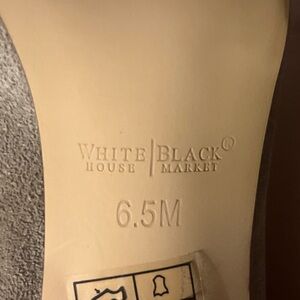 WHITE | BLACK®
HOUSE | MARKET
6.5M